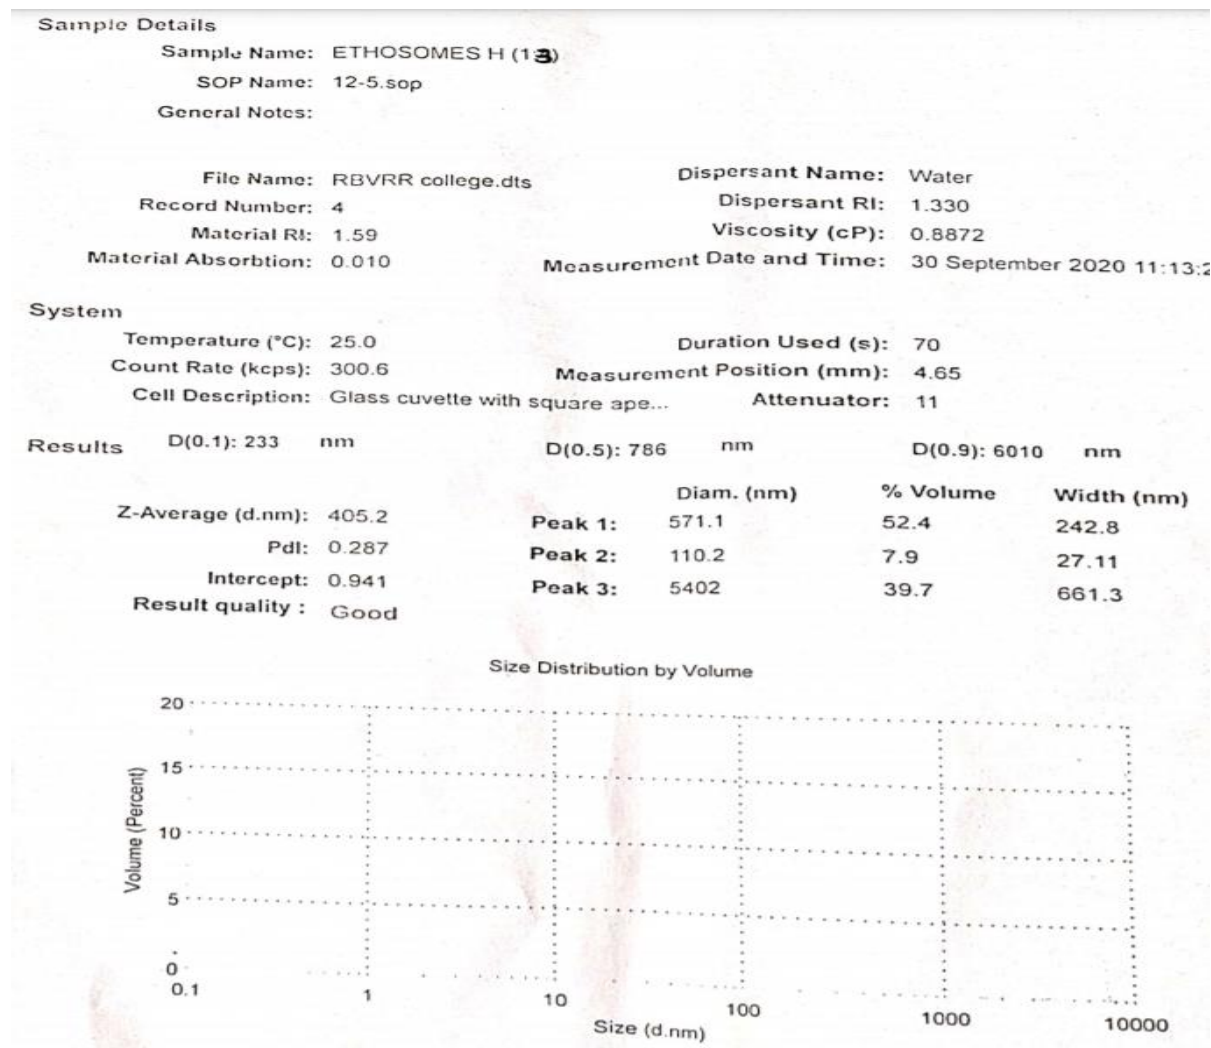 Sample Details
Sample Name: ETHOSOMES H (1:3)
SOP Name: 12-5.sop
General Notes:
File Name: RBVRR college.dts Dispersant Name: Water
Record Number: 4 Dispersant RI: 1.330
Material RI: 1.59 Viscosity (cP): 0.8872
Material Absorbtion: 0.010 Measurement Date and Time: 30 September 2020 11:13:2
System
Temperature (°C): 25.0 Duration Used (s): 70
Count Rate (kcps): 300.6 Measurement Position (mm): 4.65
Cell Description: Glass cuvette with square ape... Attenuator: 11
Results D(0.1): 233 nm D(0.5): 786 nm D(0.9): 6010 nm
Diam. (nm) % Volume Width (nm)
Z-Average (d.nm): 405.2 Peak 1: 571.1 52.4 242.8
PdI: 0.287 Peak 2: 110.2 7.9 27.11
Intercept: 0.941 Peak 3: 5402 39.7 661.3
Result quality : Good
Size Distribution by Volume
20
15
10
5
0
Volume (Percent)
0.1 1 10 100 1000 10000
Size (d.nm)